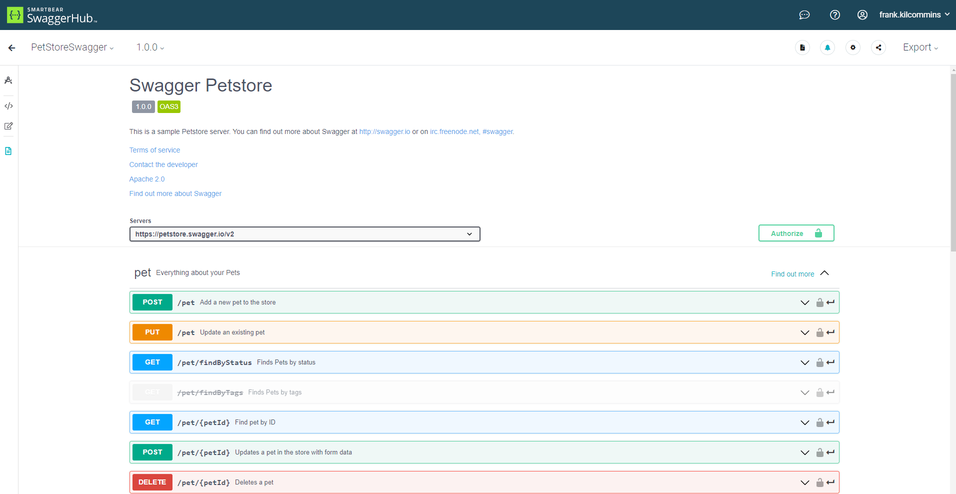 SMARTBEAR
SwaggerHub™
frank.kilcommins
PetStoreSwagger
1.0.0
Export
Swagger Petstore
1.0.0 OAS3
This is a sample Petstore server. You can find out more about Swagger at http://swagger.io or on irc.freenode.net, #swagger.
Terms of service
Contact the developer
Apache 2.0
Find out more about Swagger
Servers
https://petstore.swagger.io/v2
Authorize
pet Everything about your Pets
Find out more
POST /pet Add a new pet to the store
PUT /pet Update an existing pet
GET /pet/findByStatus Finds Pets by status
GET /pet/findByTags Finds Pets by tags
GET /pet/{petId} Find pet by ID
POST /pet/{petId} Updates a pet in the store with form data
DELETE /pet/{petId} Deletes a pet